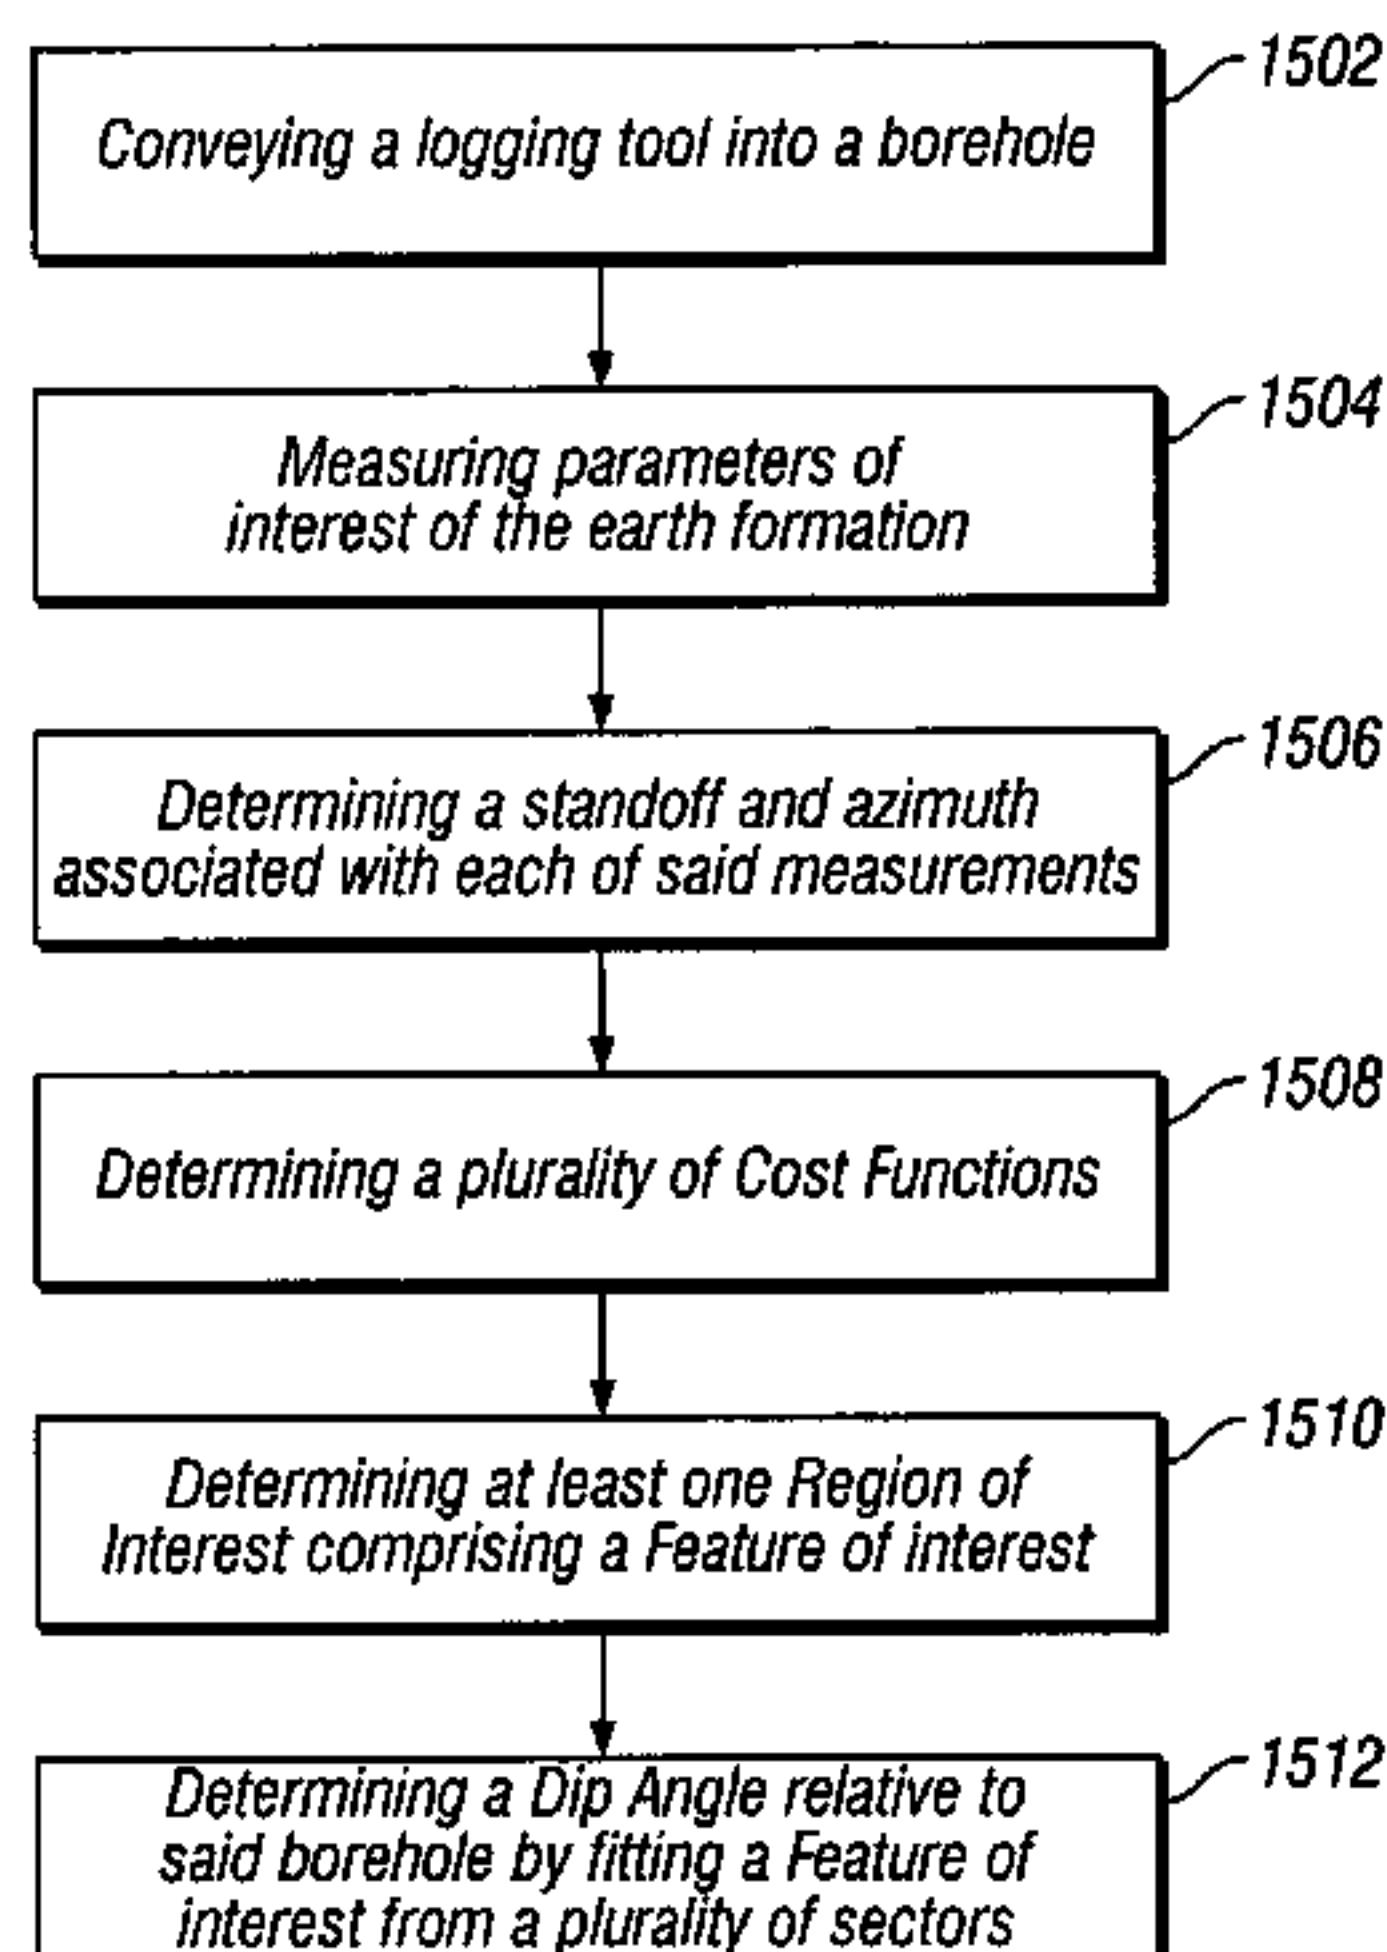 1502
Conveying a logging tool into a borehole
1504
Measuring parameters of
interest of the earth formation
1506
Determining a standoff and azimuth
associated with each of said measurements
1508
Determining a plurality of Cost Functions
1510
Determining at least one Region of
Interest comprising a Feature of interest
1512
Determining a Dip Angle relative to
said borehole by fitting a Feature of
interest from a plurality of sectors